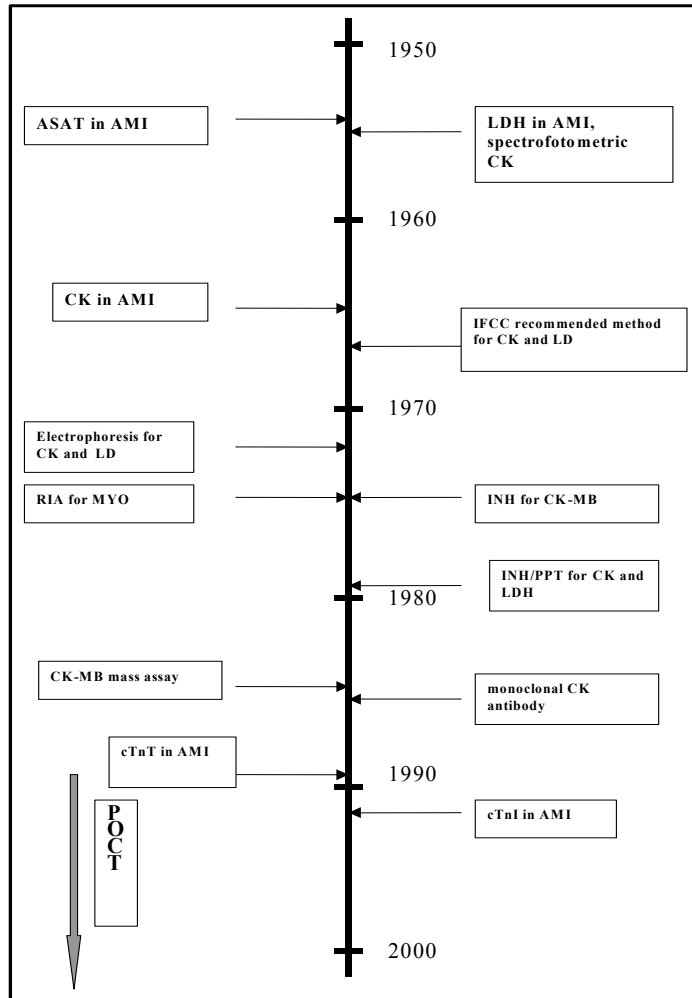 1950
ASAT in AMI
LDH in AMI,
spectrofotometric
CK
1960
CK in AMI
IFCC recommended method
for CK and LD
1970
Electrophoresis for
CK and LD
RIA for MYO
INH for CK-MB
INH/PPT for CK and
LDH
1980
CK-MB mass assay
monoclonal CK
antibody
cTnT in AMI
1990
POCT
cTnI in AMI
2000